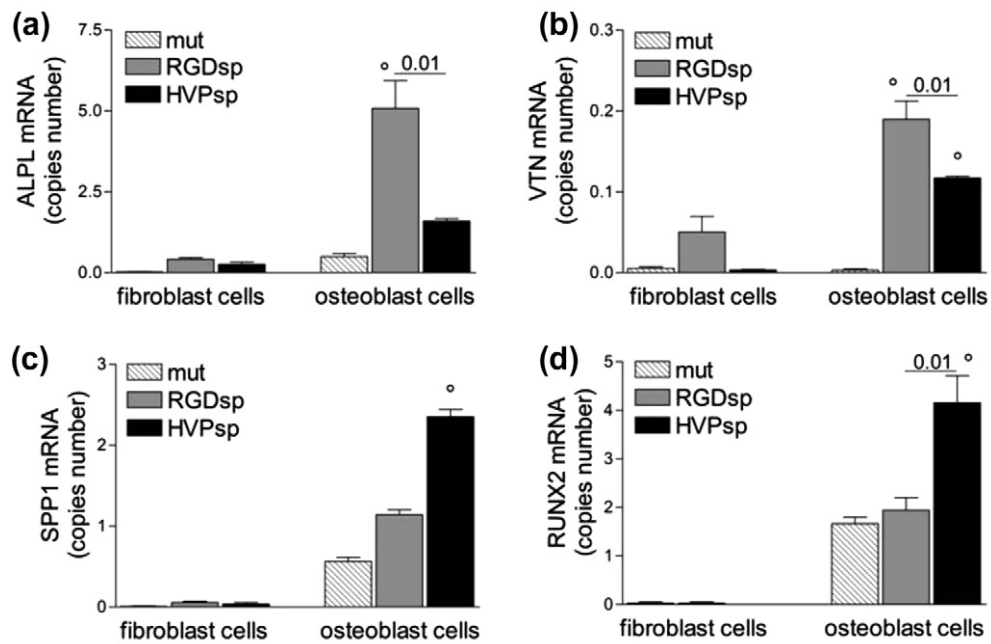 (a)
ALPL mRNA
(copies number)
7.5
5.0
2.5
0.0
mut
RGDsp
HVPsp
° 0.01
fibroblast cells osteoblast cells
(b)
VTN mRNA
(copies number)
0.3
0.2
0.1
0.0
mut
RGDsp
HVPsp
° 0.01
°
fibroblast cells osteoblast cells
(c)
SPP1 mRNA
(copies number)
3
2
1
0
mut
RGDsp
HVPsp
°
fibroblast cells osteoblast cells
(d)
RUNX2 mRNA
(copies number)
5
4
3
2
1
0
mut
RGDsp
HVPsp
0.01 °
fibroblast cells osteoblast cells